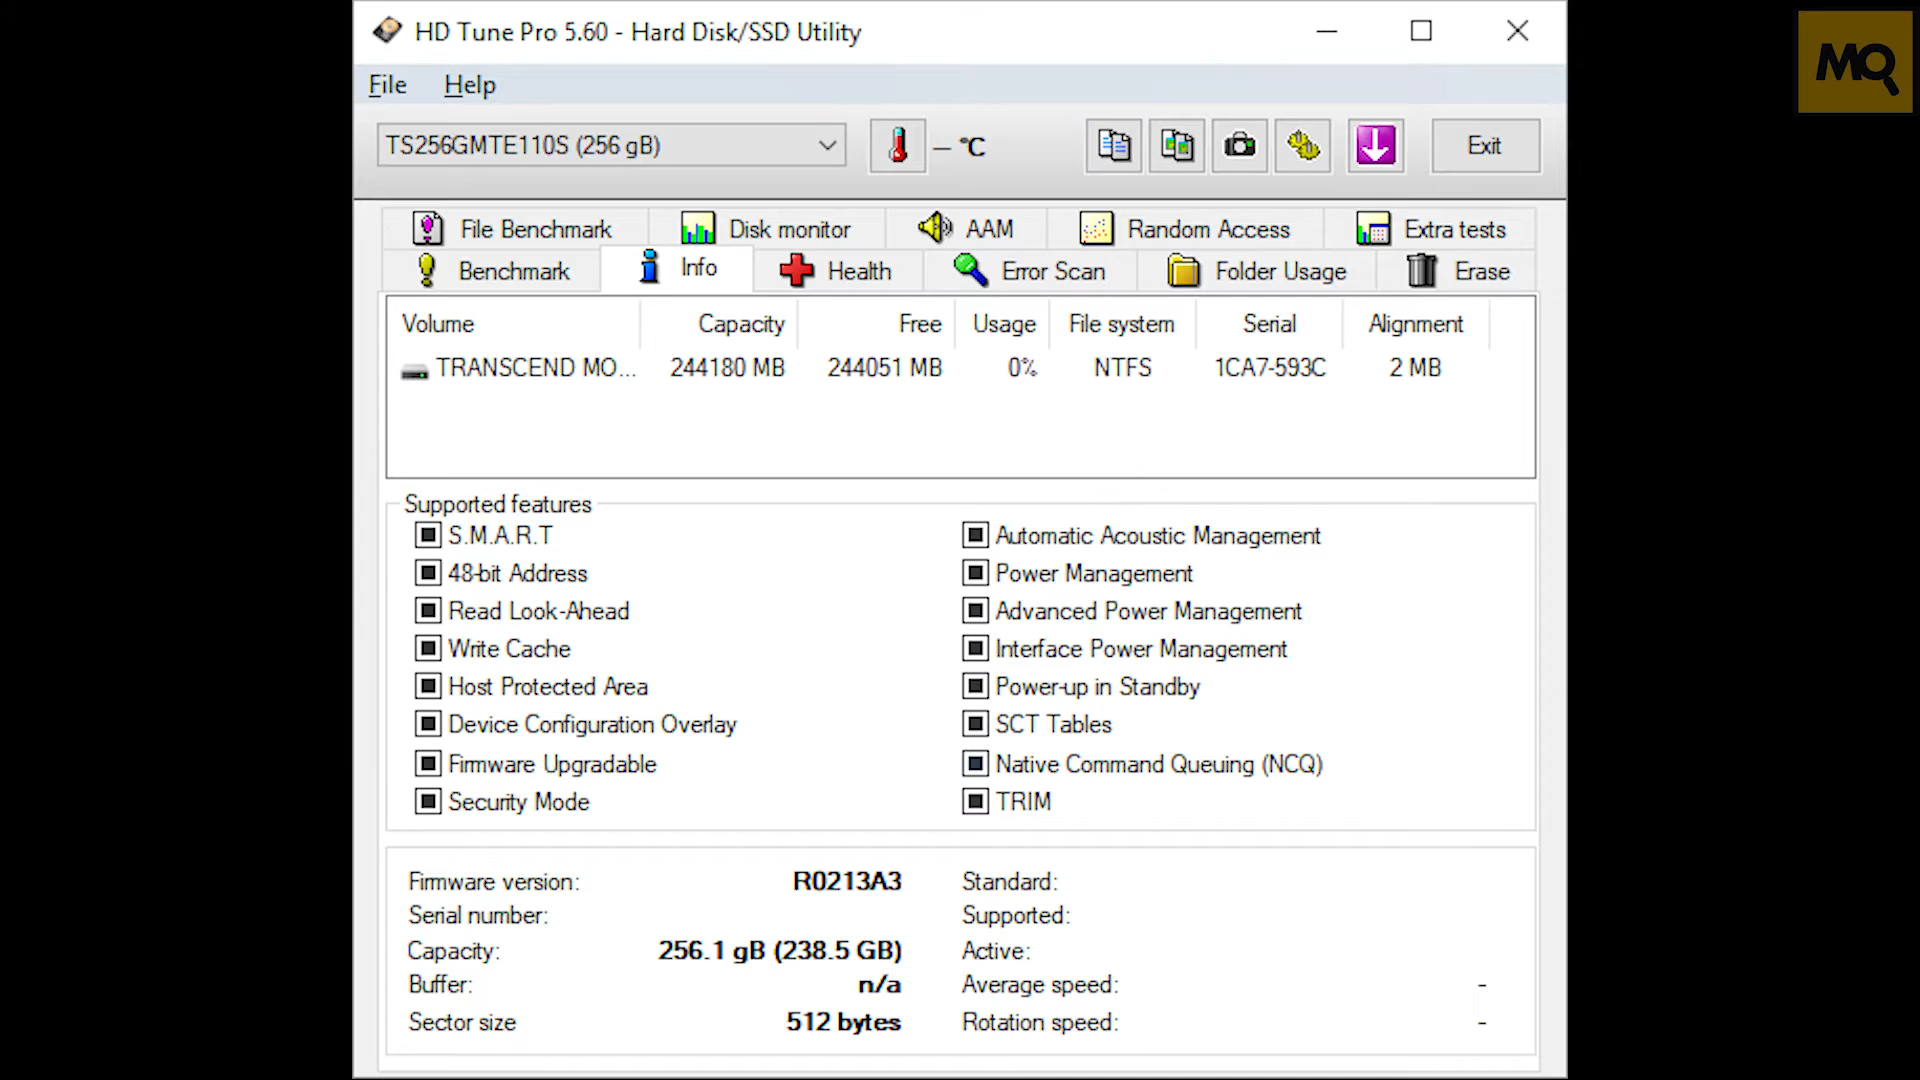 HD Tune Pro 5.60 - Hard Disk/SSD Utility
MQ
File Help
TS256GMTE110S (256 gB) — °C Exit
File Benchmark Disk monitor AAM Random Access Extra tests
Benchmark Info Health Error Scan Folder Usage Erase
Volume Capacity Free Usage File system Serial Alignment
TRANSCEND MO... 244180 MB 244051 MB 0% NTFS 1CA7-593C 2 MB
Supported features
S.M.A.R.T Automatic Acoustic Management
48-bit Address Power Management
Read Look-Ahead Advanced Power Management
Write Cache Interface Power Management
Host Protected Area Power-up in Standby
Device Configuration Overlay SCT Tables
Firmware Upgradable Native Command Queuing (NCQ)
Security Mode TRIM
Firmware version: R0213A3 Standard:
Serial number: Supported:
Capacity: 256.1 gB (238.5 GB) Active:
Buffer: n/a Average speed: -
Sector size 512 bytes Rotation speed: -